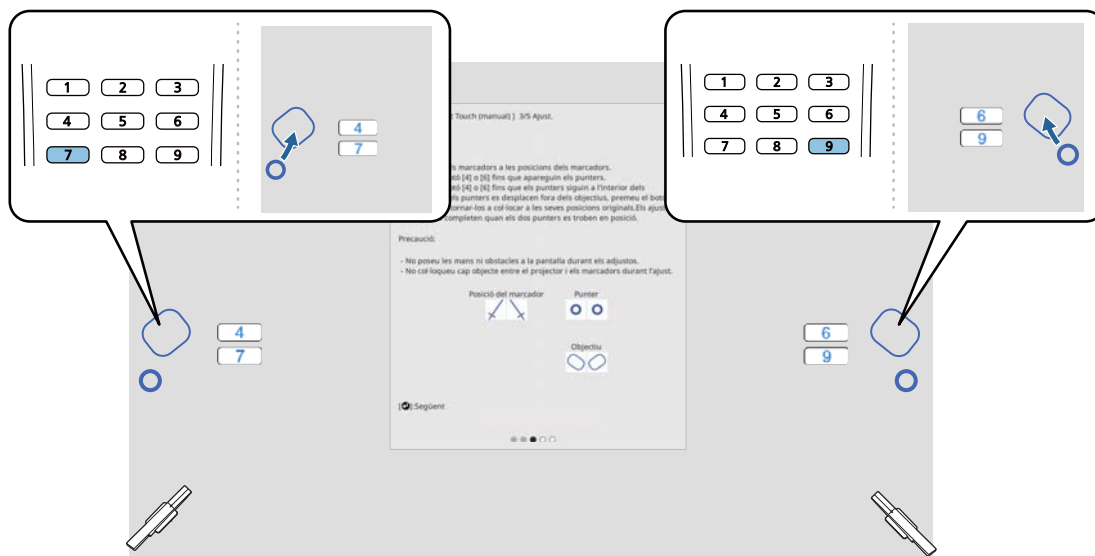 1 2 3
4 5 6
7 8 9
4
7
1 2 3
4 5 6
7 8 9
6
9
Touch (manual) ] 3/5 Ajust.
marcadors a les posicions dels marcadors.
[4] o [6] fins que apareguin els punters.
[4] o [6] fins que els punters siguin a l'interior dels
els punters es desplacen fora dels objectius, premeu el
tornar-los a col·locar a les seves posicions originals.Els
completen quan els dos punters es troben en posició.
Precaució:
- No poseu les mans ni obstacles a la pantalla durant els adjustos.
- No col·loqueu cap objecte entre el projector i els marcadors durant l'ajust.
Posició del marcador Punter
Objectiu
4
7
6
9
[ ]:Següent